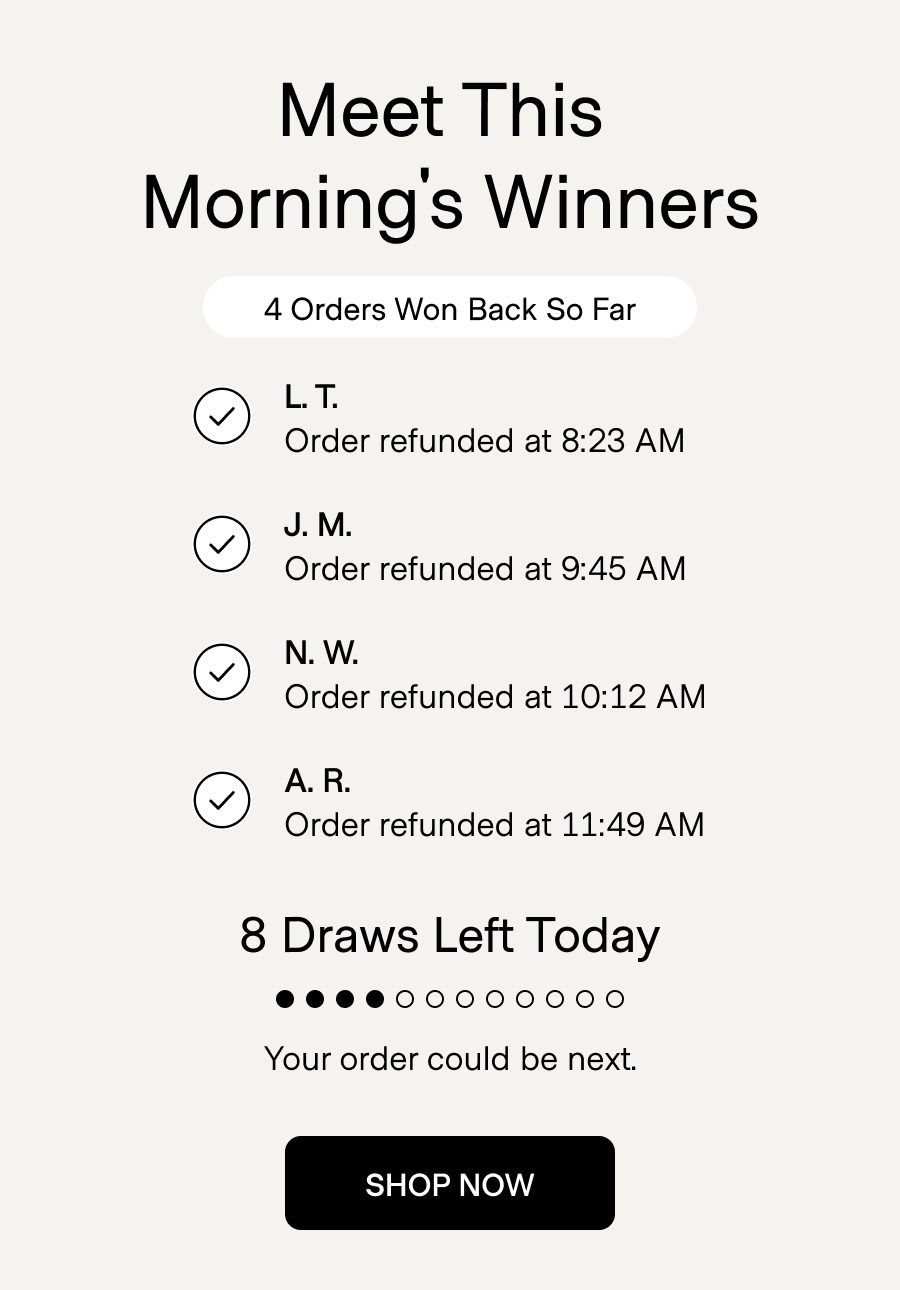 Meet This
Morning's Winners
4 Orders Won Back So Far
L. T.
Order refunded at 8:23 AM
J. M.
Order refunded at 9:45 AM
N. W.
Order refunded at 10:12 AM
A. R.
Order refunded at 11:49 AM
8 Draws Left Today
Your order could be next.
SHOP NOW